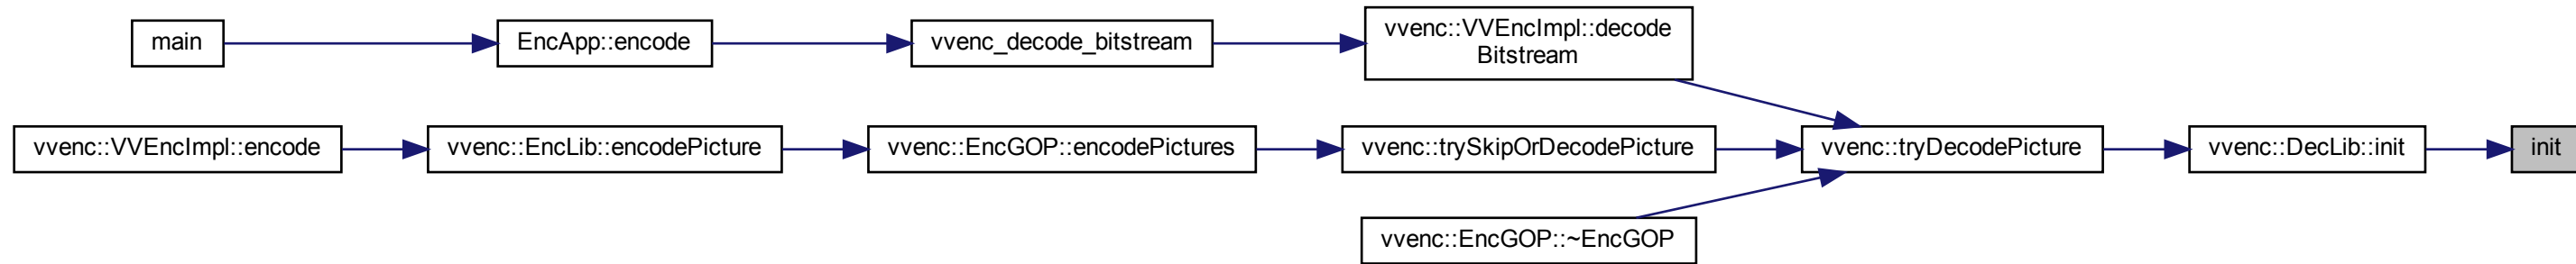 main
EncApp::encode
vvenc_decode_bitstream
vvenc::VVEncImpl::decode
Bitstream
vvenc::VVEncImpl::encode
vvenc::EncLib::encodePicture
vvenc::EncGOP::encodePictures
vvenc::trySkipOrDecodePicture
vvenc::tryDecodePicture
vvenc::DecLib::init
init
vvenc::EncGOP::~EncGOP